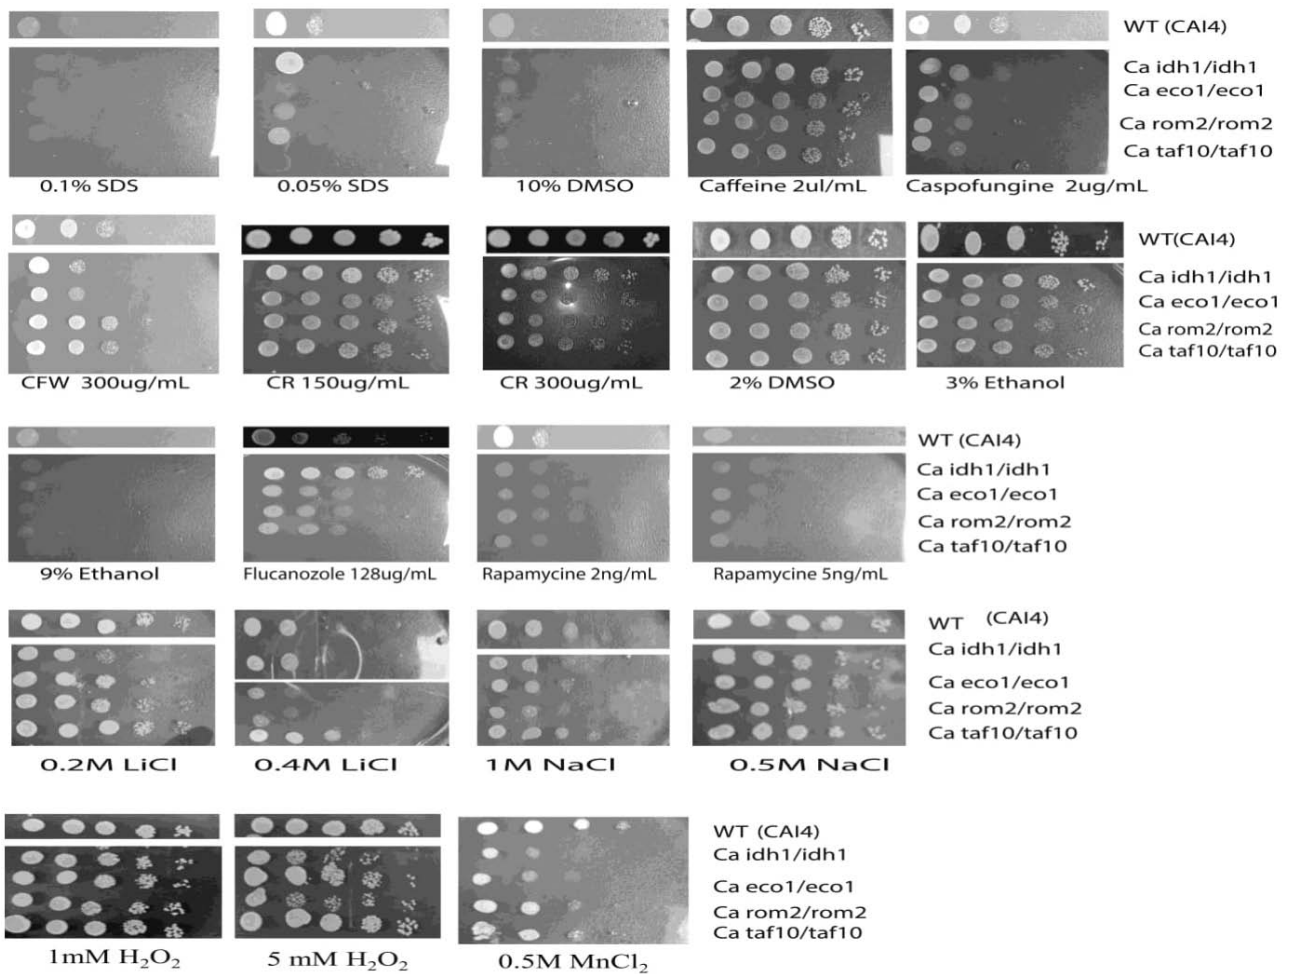 WT (CAI4)
Ca idh1/idh1
Ca eco1/eco1
Ca rom2/rom2
Ca taf10/taf10
0.1% SDS
0.05% SDS
10% DMSO
Caffeine 2ul/mL
Caspofungine 2ug/mL
WT(CAI4)
Ca idh1/idh1
Ca eco1/eco1
Ca rom2/rom2
Ca taf10/taf10
CFW 300ug/mL
CR 150ug/mL
CR 300ug/mL
2% DMSO
3% Ethanol
WT (CAI4)
Ca idh1/idh1
Ca eco1/eco1
Ca rom2/rom2
Ca taf10/taf10
9% Ethanol
Flucanozole 128ug/mL
Rapamycine 2ng/mL
Rapamycine 5ng/mL
WT (CAI4)
Ca idh1/idh1
Ca eco1/eco1
Ca rom2/rom2
Ca taf10/taf10
0.2M LiCl
0.4M LiCl
1M NaCl
0.5M NaCl
WT (CAI4)
Ca idh1/idh1
Ca eco1/eco1
Ca rom2/rom2
Ca taf10/taf10
1mM H₂O₂
5 mM H₂O₂
0.5M MnCl₂